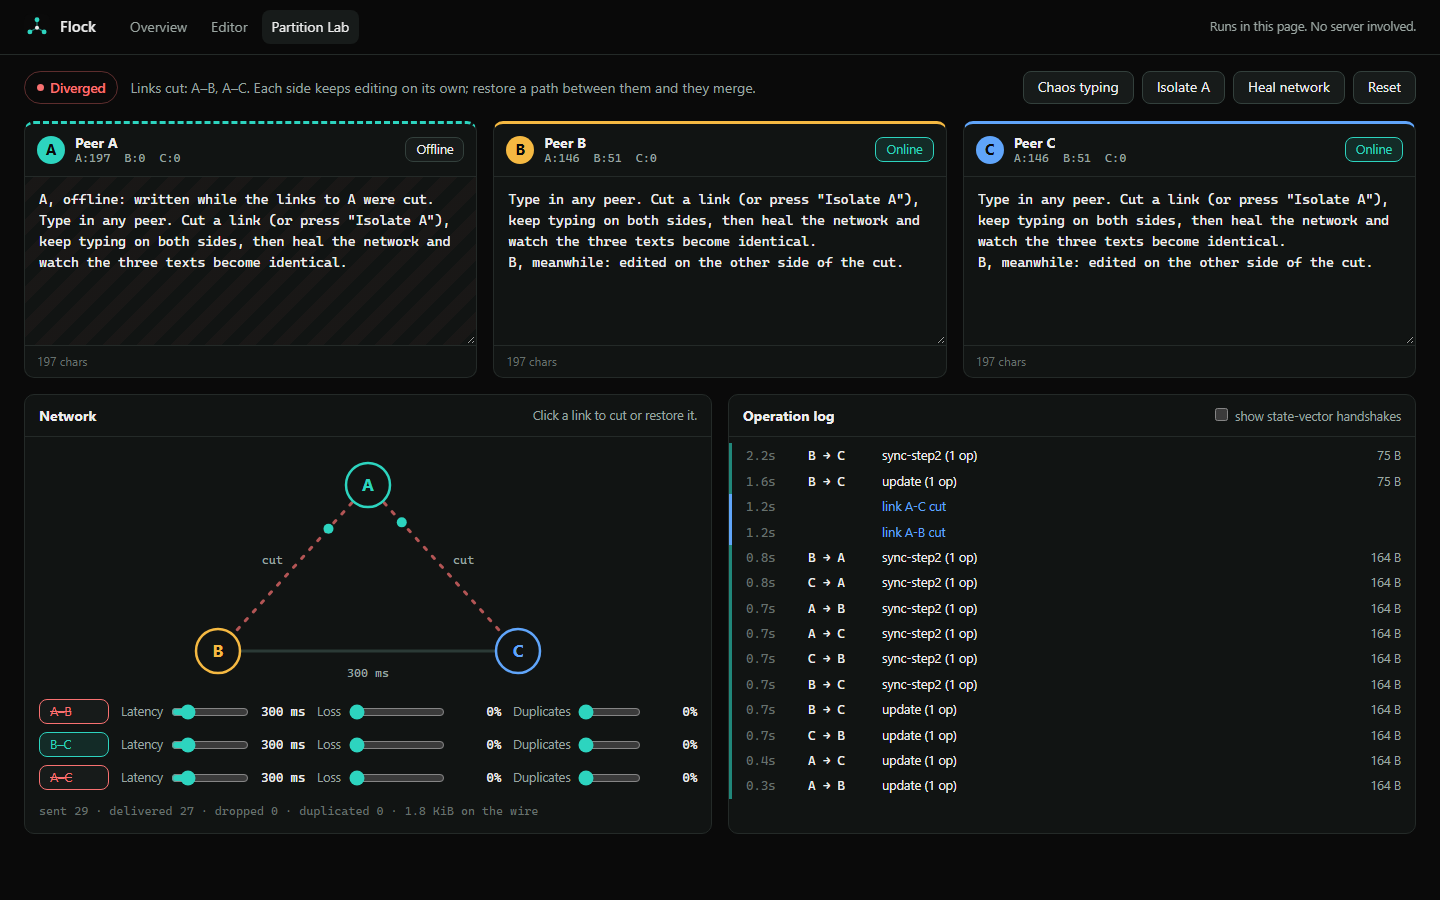 Flock Overview Editor Partition Lab Runs in this page. No server involved.
Diverged Links cut: A–B, A–C. Each side keeps editing on its own; restore a path between them and they merge. Chaos typing Isolate A Heal network Reset
A Peer A Offline
A:197 B:0 C:0
A, offline: written while the links to A were cut.
Type in any peer. Cut a link (or press "Isolate A"),
keep typing on both sides, then heal the network and
watch the three texts become identical.
197 chars
B Peer B Online
A:146 B:51 C:0
Type in any peer. Cut a link (or press "Isolate A"),
keep typing on both sides, then heal the network and
watch the three texts become identical.
B, meanwhile: edited on the other side of the cut.
197 chars
C Peer C Online
A:146 B:51 C:0
Type in any peer. Cut a link (or press "Isolate A"),
keep typing on both sides, then heal the network and
watch the three texts become identical.
B, meanwhile: edited on the other side of the cut.
197 chars
Network Click a link to cut or restore it.
A
cut cut
B C
300 ms
A–B Latency 300 ms Loss 0% Duplicates 0%
B–C Latency 300 ms Loss 0% Duplicates 0%
A–C Latency 300 ms Loss 0% Duplicates 0%
sent 29 · delivered 27 · dropped 0 · duplicated 0 · 1.8 KiB on the wire
Operation log show state-vector handshakes
2.2s B → C sync-step2 (1 op) 75 B
1.6s B → C update (1 op) 75 B
1.2s link A-C cut
1.2s link A-B cut
0.8s B → A sync-step2 (1 op) 164 B
0.8s C → A sync-step2 (1 op) 164 B
0.7s A → B sync-step2 (1 op) 164 B
0.7s A → C sync-step2 (1 op) 164 B
0.7s C → B sync-step2 (1 op) 164 B
0.7s B → C sync-step2 (1 op) 164 B
0.7s B → C update (1 op) 164 B
0.7s C → B update (1 op) 164 B
0.4s A → C update (1 op) 164 B
0.3s A → B update (1 op) 164 B